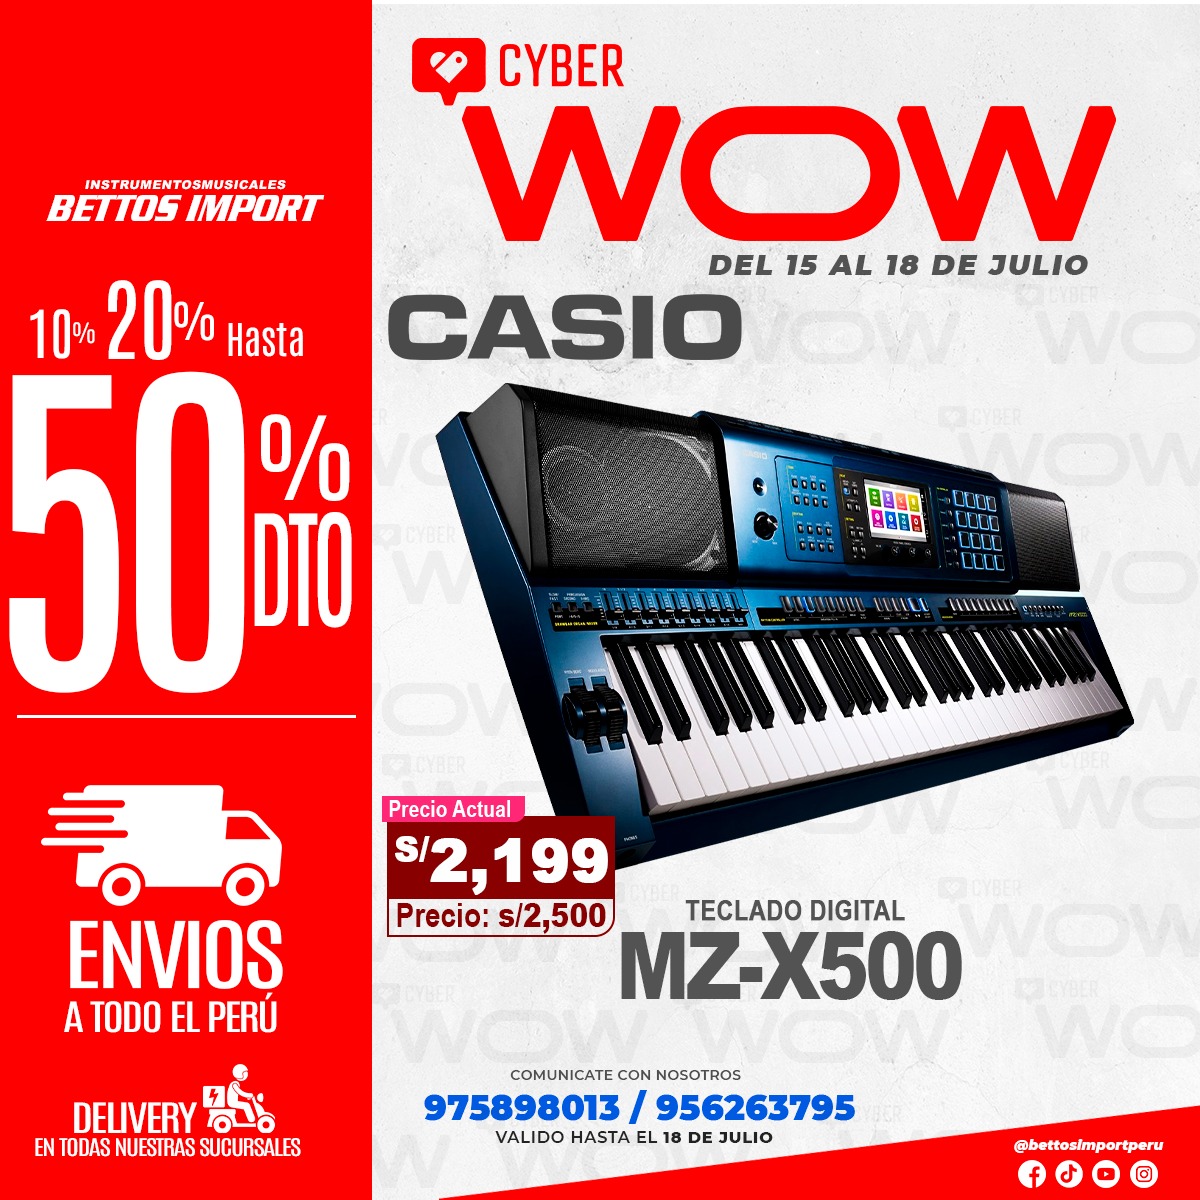 INSTRUMENTOSMUSICALES
BETTOS IMPORT
10% 20% Hasta
50% DTO
ENVIOS
A TODO EL PERÚ
DELIVERY
EN TODAS NUESTRAS SUCURSALES
CYBER
WOW
DEL 15 AL 18 DE JULIO
CASIO
Precio Actual
S/2,199
Precio: s/2,500
TECLADO DIGITAL
MZ-X500
COMUNICATE CON NOSOTROS
975898013 / 956263795
VALIDO HASTA EL 18 DE JULIO
@bettosimportperu